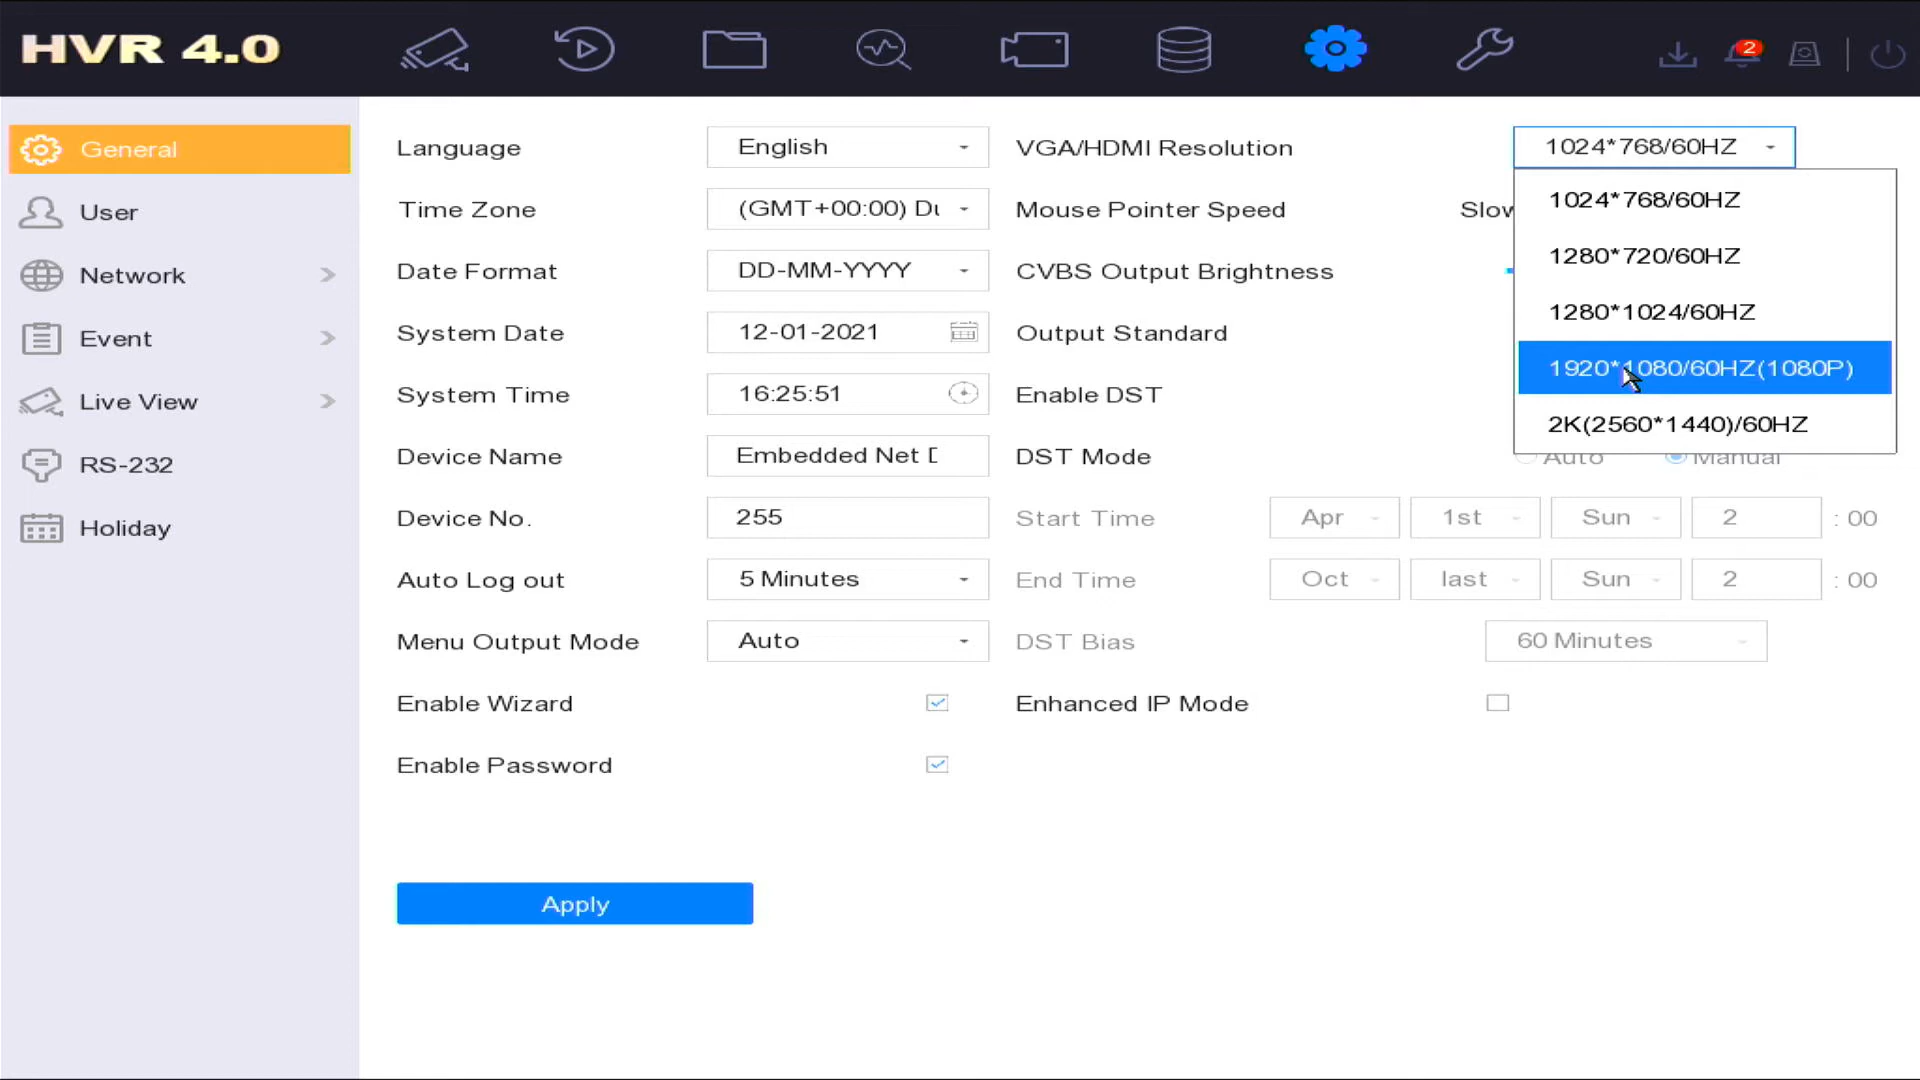 HVR 4.0
2
General
User
Network
Event
Live View
RS-232
Holiday
Language
English
Time Zone
(GMT+00:00) Du
Date Format
DD-MM-YYYY
System Date
12-01-2021
System Time
16:25:51
Device Name
Embedded Net D
Device No.
255
Auto Log out
5 Minutes
Menu Output Mode
Auto
Enable Wizard
Enable Password
Apply
VGA/HDMI Resolution
1024*768/60HZ
1024*768/60HZ
1280*720/60HZ
1280*1024/60HZ
1920*1080/60HZ(1080P)
2K(2560*1440)/60HZ
Mouse Pointer Speed
Slow
CVBS Output Brightness
Output Standard
Enable DST
DST Mode
Auto
Manual
Start Time
Apr
1st
Sun
2
: 00
End Time
Oct
last
Sun
2
: 00
DST Bias
60 Minutes
Enhanced IP Mode